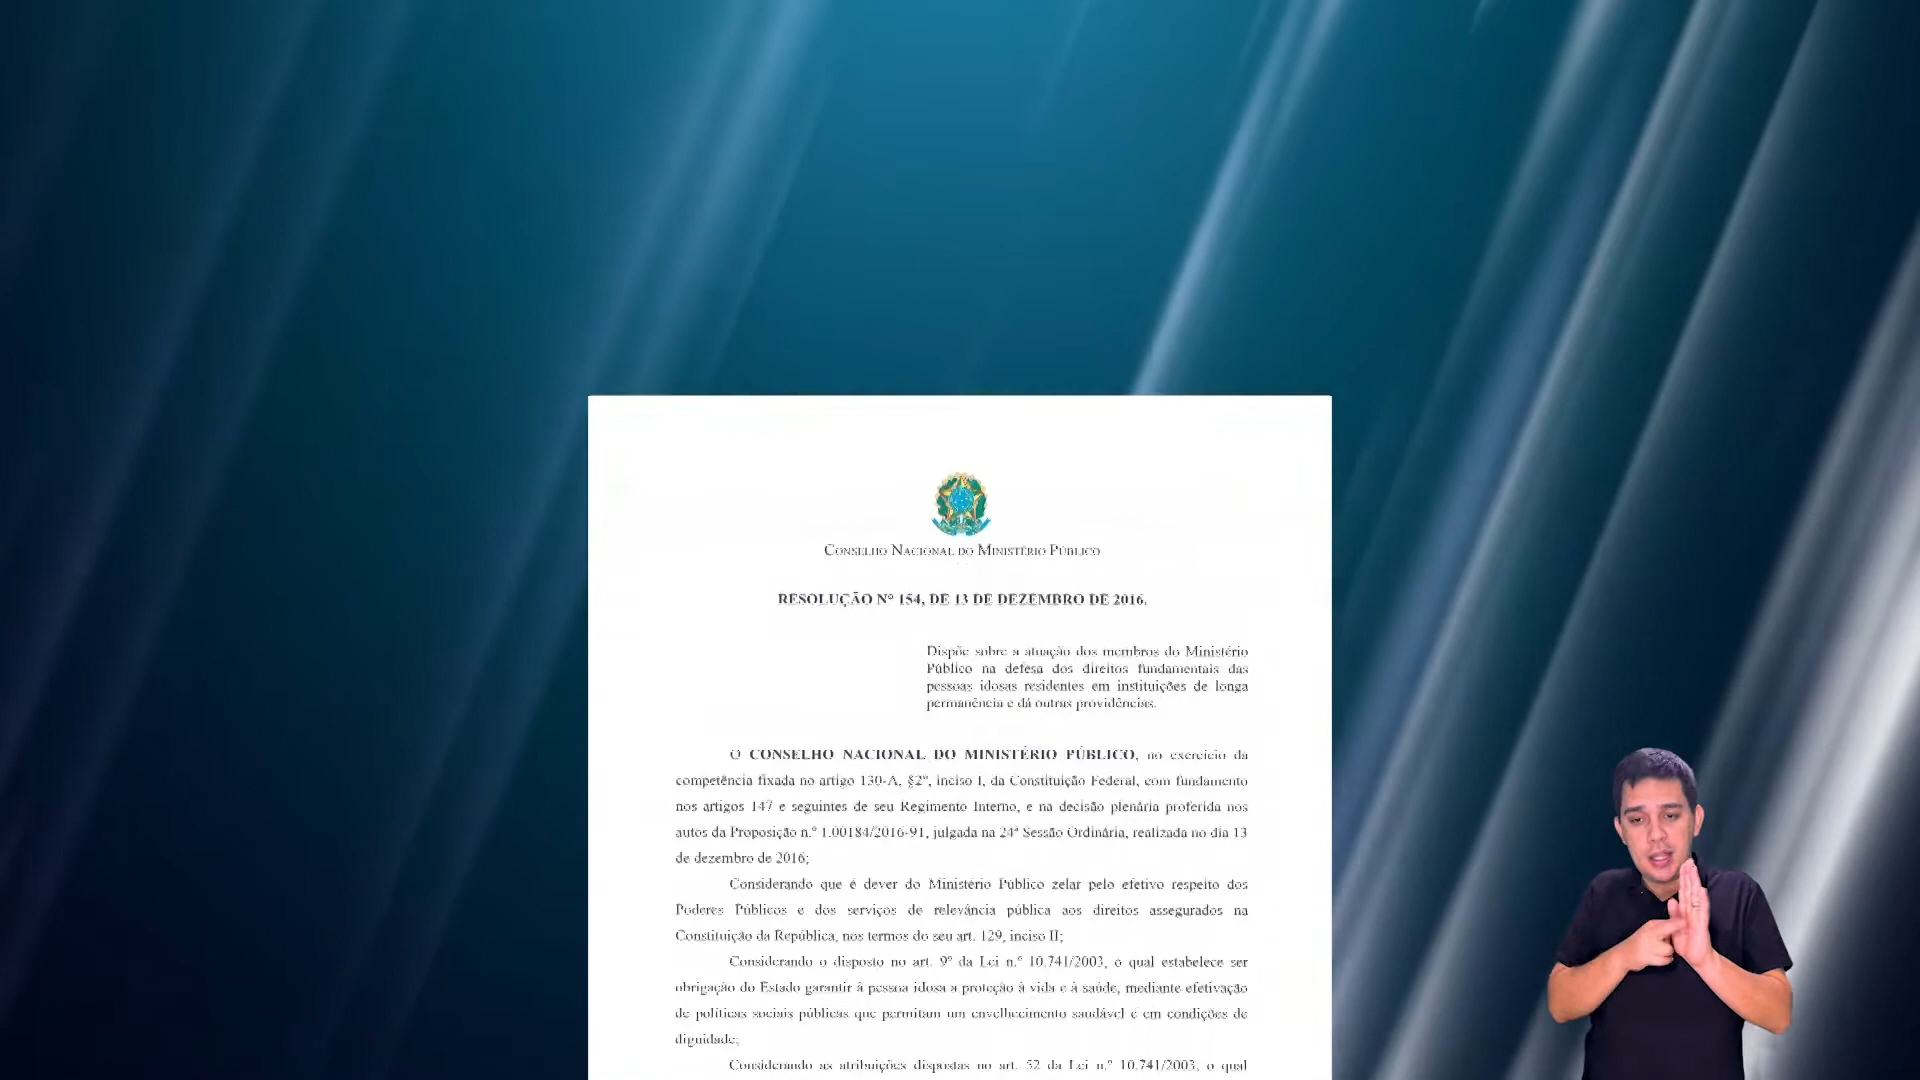 CONSELHO NACIONAL DO MINISTÉRIO PÚBLICO
RESOLUÇÃO Nº 154, DE 13 DE DEZEMBRO DE 2016.
Dispõe sobre a atuação dos membros do Ministério
Público na defesa dos direitos fundamentais das
pessoas idosas residentes em instituições de longa
permanência e dá outras providências.
O CONSELHO NACIONAL DO MINISTÉRIO PÚBLICO, no exercício da
competência fixada no artigo 130-A, §2º, inciso I, da Constituição Federal, com fundamento
nos artigos 147 e seguintes de seu Regimento Interno, e na decisão plenária proferida nos
autos da Proposição n.º 1.00184/2016-91, julgada na 24ª Sessão Ordinária, realizada no dia 13
de dezembro de 2016;
Considerando que é dever do Ministério Público zelar pelo efetivo respeito dos
Poderes Públicos e dos serviços de relevância pública aos direitos assegurados na
Constituição da República, nos termos do seu art. 129, inciso II;
Considerando o disposto no art. 9º da Lei n.º 10.741/2003, o qual estabelece ser
obrigação do Estado garantir à pessoa idosa a proteção à vida e à saúde, mediante efetivação
de políticas sociais públicas que permitam um envelhecimento saudável e em condições de
dignidade;
Considerando as atribuições dispostas no art. 52 da Lei n.º 10.741/2003, o qual